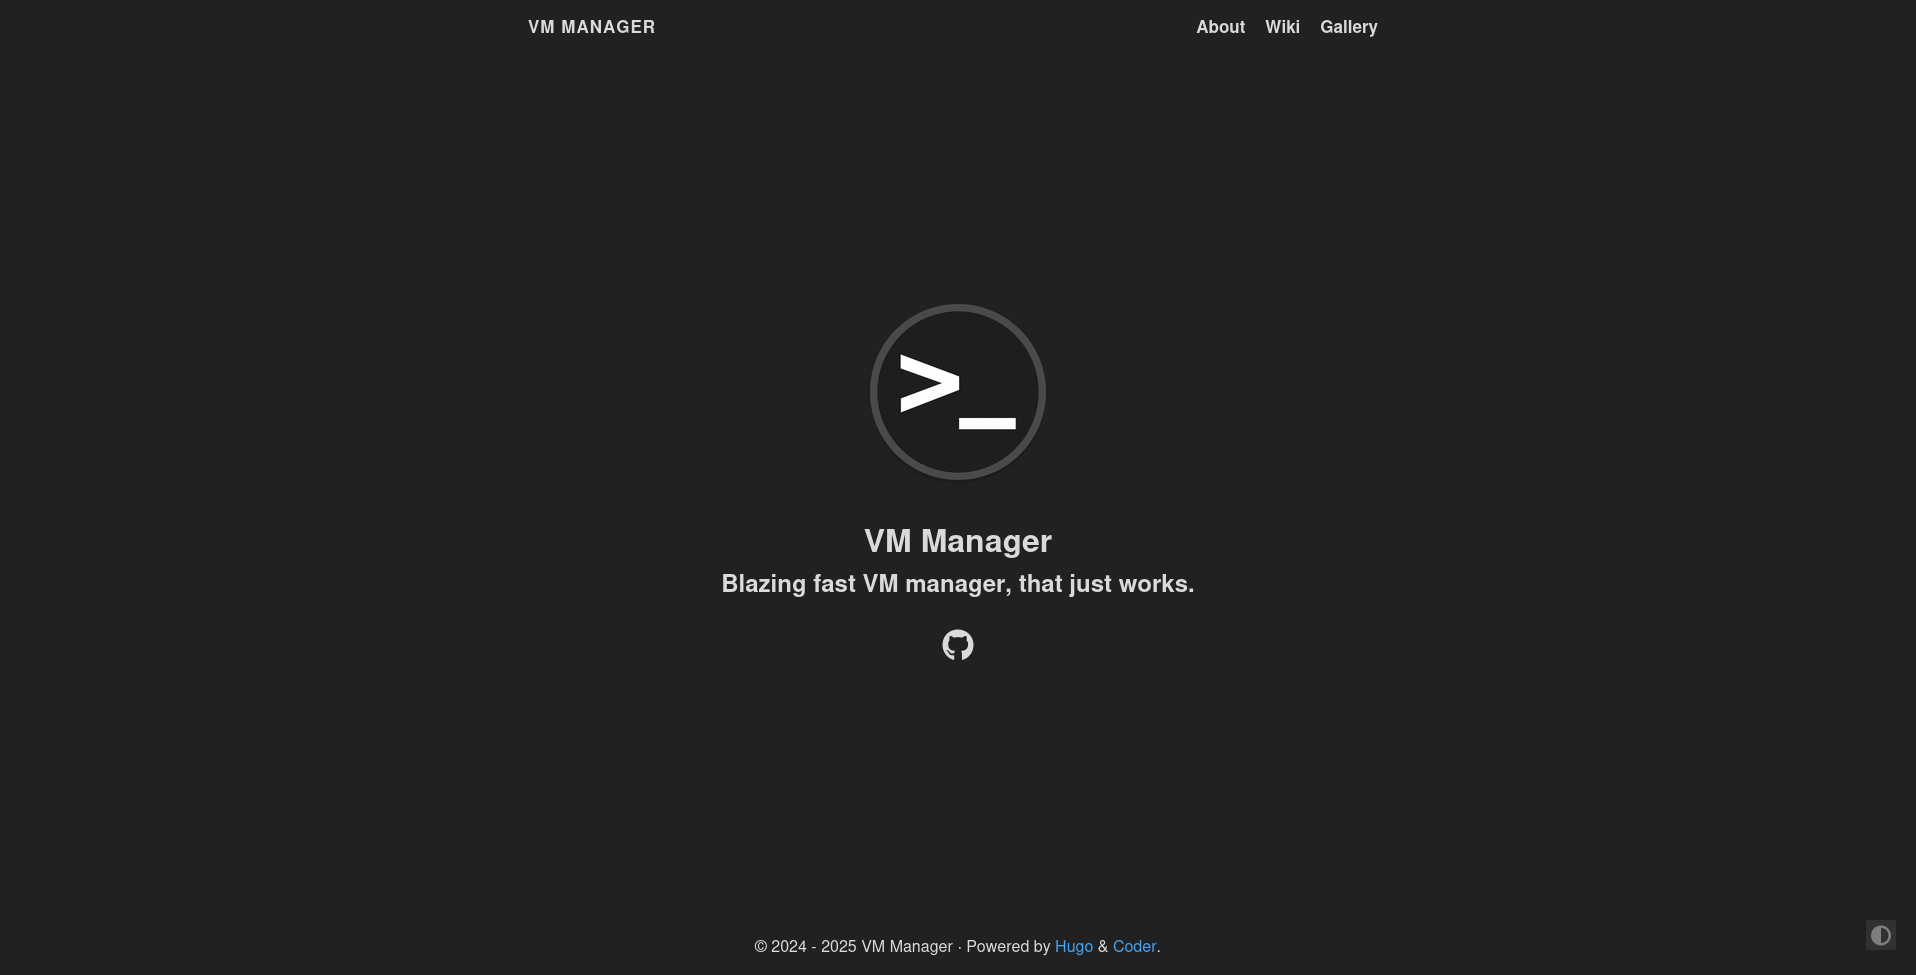 VM MANAGER
About Wiki Gallery
>_
VM Manager
Blazing fast VM manager, that just works.
© 2024 - 2025 VM Manager · Powered by Hugo & Coder.